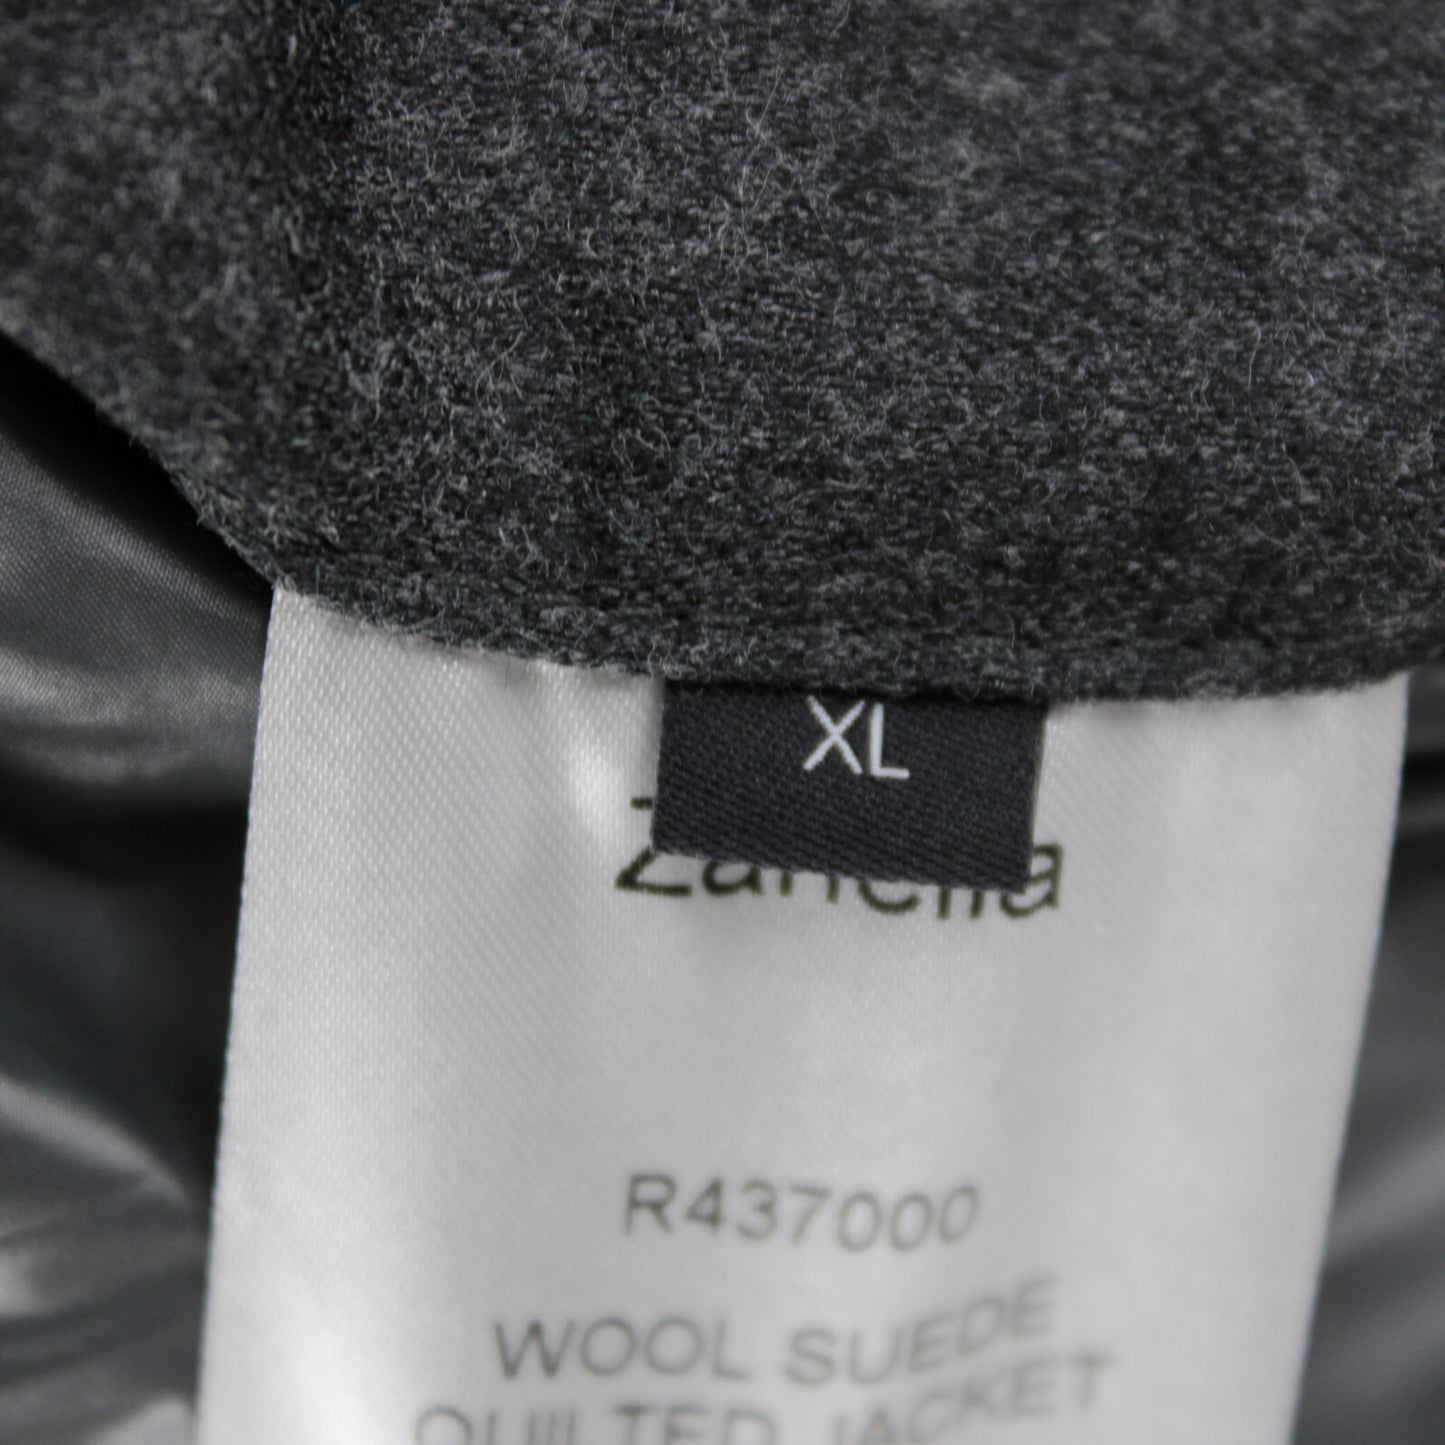 XL
Zanella
R437000
WOOL SUEDE
QUILTED JACKET